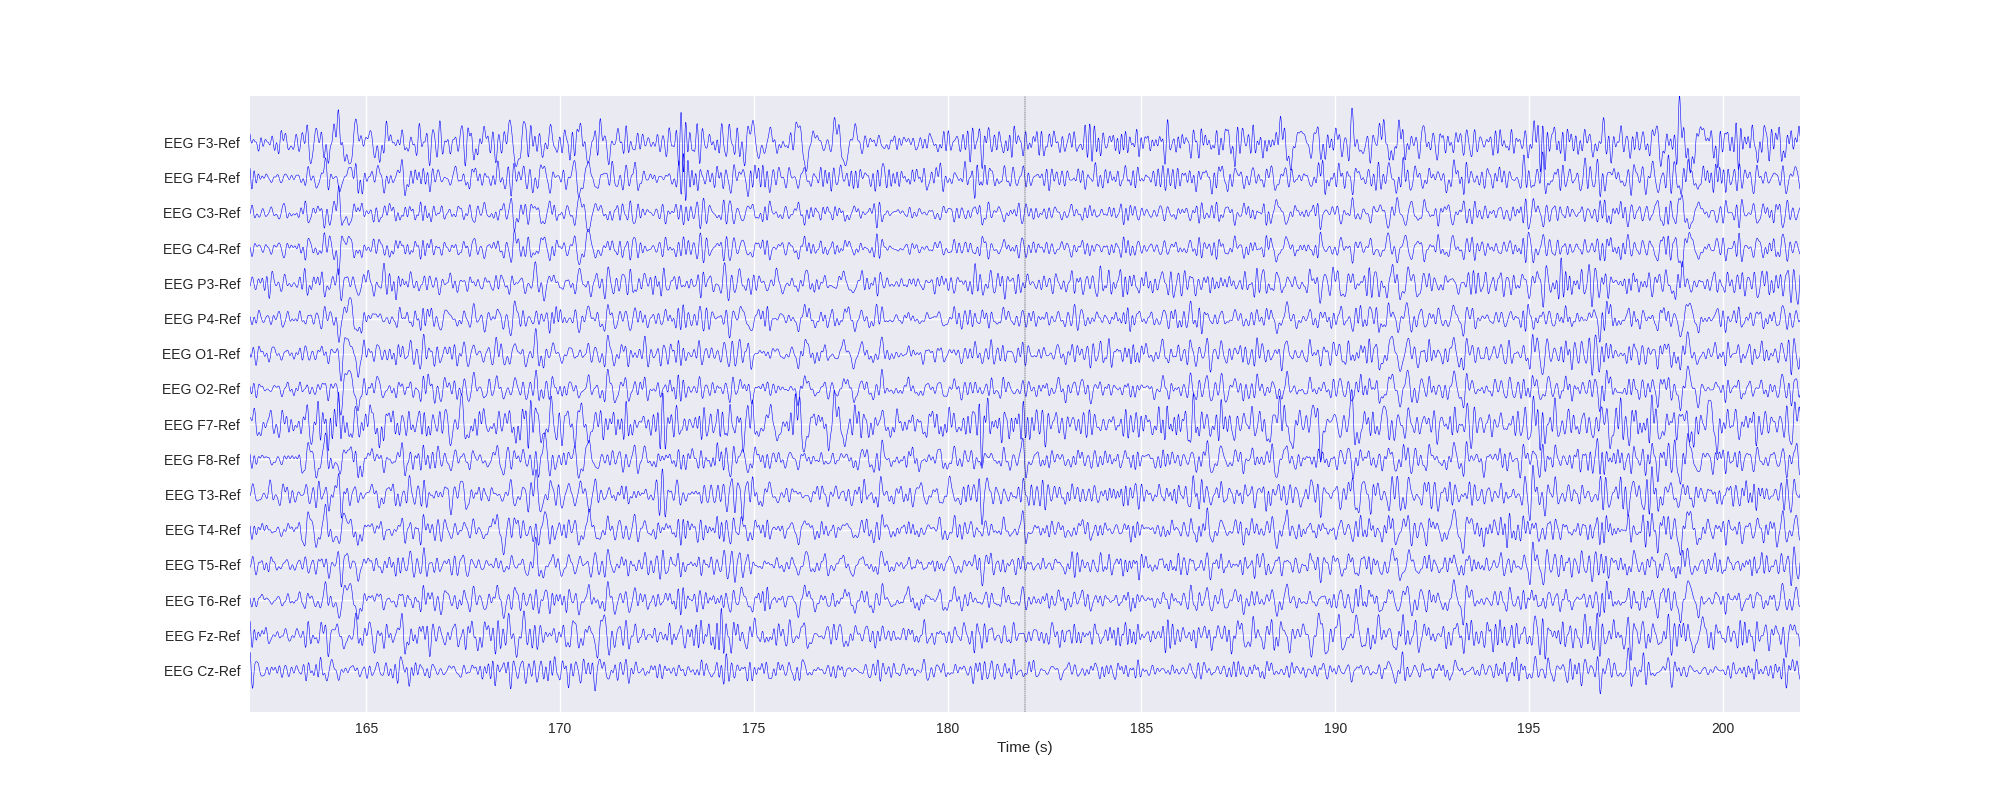 EEG F3-Ref
EEG F4-Ref
EEG C3-Ref
EEG C4-Ref
EEG P3-Ref
EEG P4-Ref
EEG O1-Ref
EEG O2-Ref
EEG F7-Ref
EEG F8-Ref
EEG T3-Ref
EEG T4-Ref
EEG T5-Ref
EEG T6-Ref
EEG Fz-Ref
EEG Cz-Ref
165 170 175 180 185 190 195 200
Time (s)